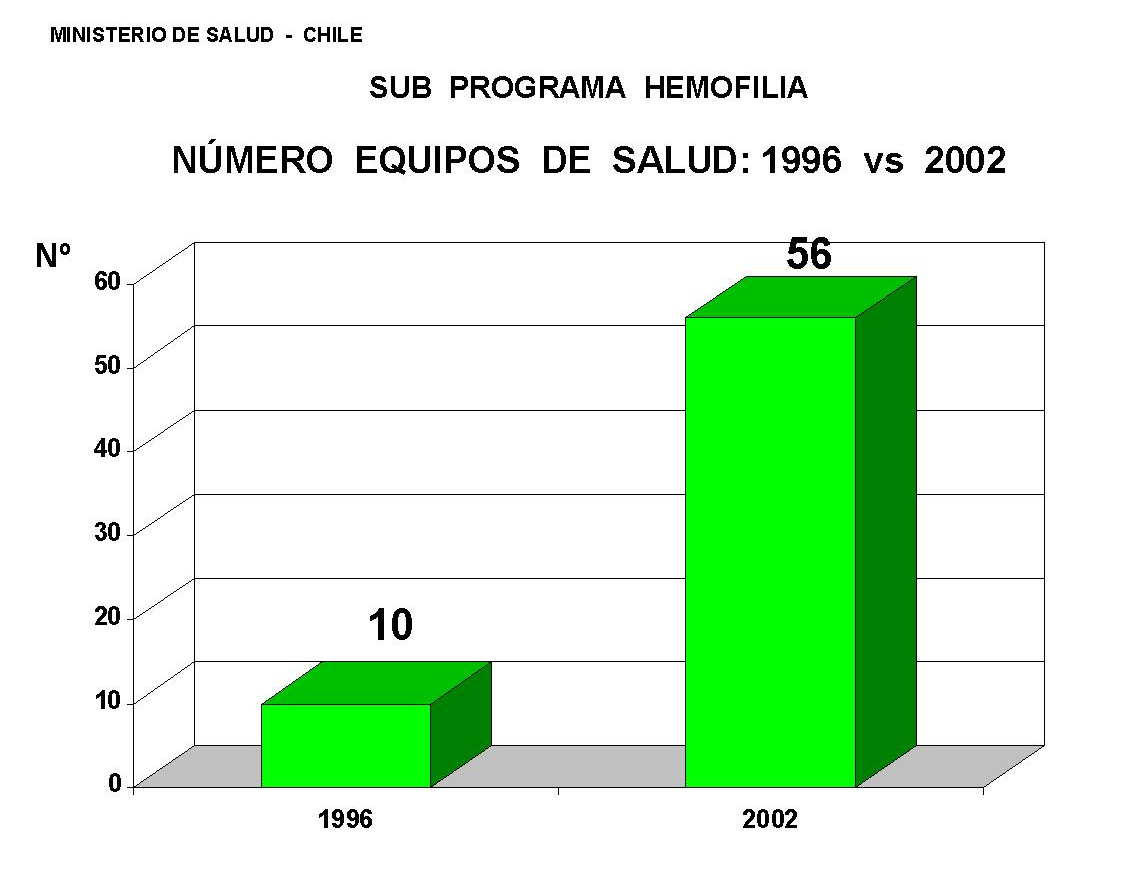 MINISTERIO DE SALUD - CHILE
SUB PROGRAMA HEMOFILIA
NÚMERO EQUIPOS DE SALUD: 1996 vs 2002
Nº
60
50
40
30
20
10
0
56
10
1996
2002